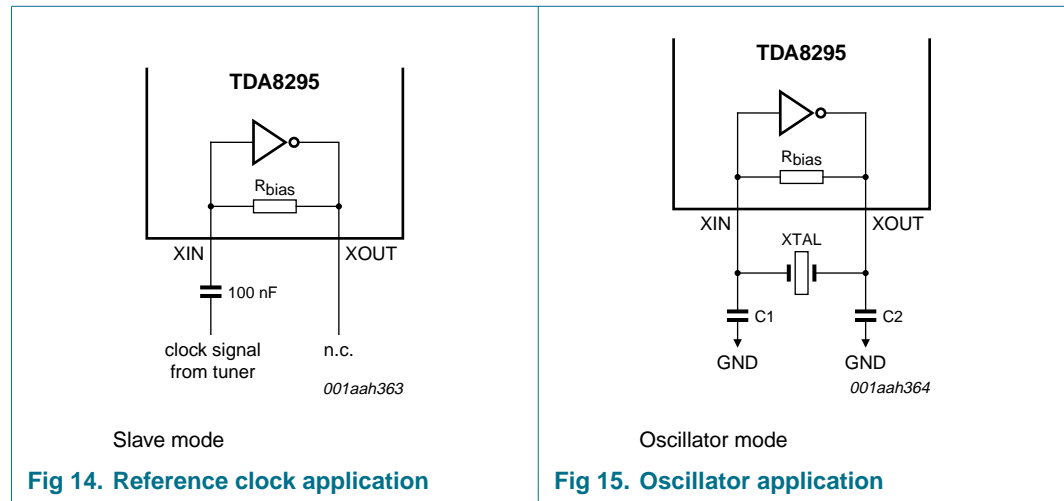 TDA8295
Rbias
XIN
XOUT
100 nF
clock signal
from tuner
n.c.
001aah363
Slave mode
Fig 14. Reference clock application
TDA8295
Rbias
XIN
XOUT
XTAL
C1
C2
GND
GND
001aah364
Oscillator mode
Fig 15. Oscillator application